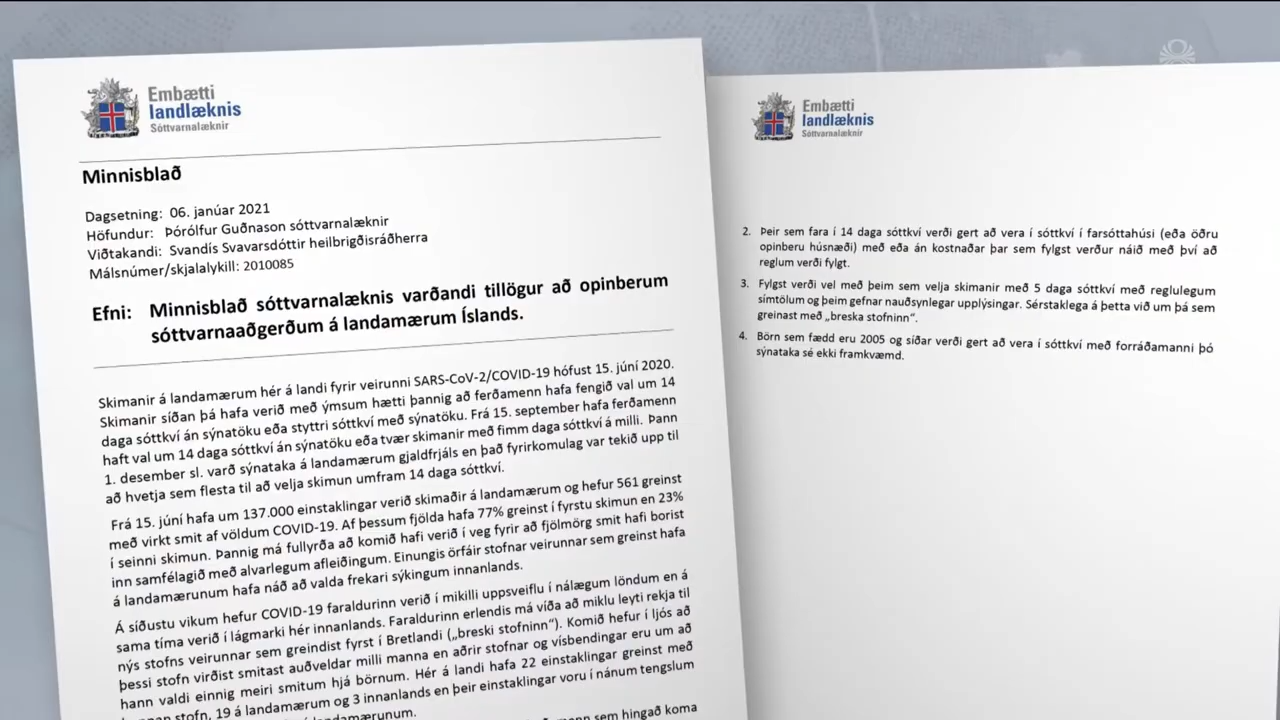 Embætti
landlæknis
Sóttvarnalæknir
Minnisblað
Dagsetning: 06. janúar 2021
Höfundur: Þórólfur Guðnason sóttvarnalæknir
Viðtakandi: Svandís Svavarsdóttir heilbrigðisráðherra
Málsnúmer/skjalalykill: 2010085
Efni: Minnisblað sóttvarnalæknis varðandi tillögur að opinberum
sóttvarnaaðgerðum á landamærum Íslands.
Skimanir á landamærum hér á landi fyrir veirunni SARS-CoV-2/COVID-19 hófust 15. júní 2020.
Skimanir síðan þá hafa verið með ýmsum hætti þannig að ferðamenn hafa fengið val um 14
daga sóttkví án sýnatöku eða styttri sóttkví með sýnatöku. Frá 15. september hafa ferðamenn
haft val um 14 daga sóttkví án sýnatöku eða tvær skimanir með fimm daga sóttkví á milli. Þann
1. desember sl. varð sýnataka á landamærum gjaldfrjáls en það fyrirkomulag var tekið upp til
að hvetja sem flesta til að velja skimun umfram 14 daga sóttkví.
Frá 15. júní hafa um 137.000 einstaklingar verið skimaðir á landamærum og hefur 561 greinst
með virkt smit af völdum COVID-19. Af þessum fjölda hafa 77% greinst í fyrstu skimun en 23%
í seinni skimun. Þannig má fullyrða að komið hafi verið í veg fyrir að fjölmörg smit hafi borist
inn samfélagið með alvarlegum afleiðingum. Einungis örfáir stofnar veirunnar sem greinst hafa
á landamærunum hafa náð að valda frekari sýkingum innanlands.
Á síðustu vikum hefur COVID-19 faraldurinn verið í mikilli uppsveiflu í nálægum löndum en á
sama tíma verið í lágmarki hér innanlands. Faraldurinn erlendis má víða að miklu leyti rekja til
nýs stofns veirunnar sem greindist fyrst í Bretlandi („breski stofninn“). Komið hefur í ljós að
þessi stofn virðist smitast auðveldar milli manna en aðrir stofnar og vísbendingar eru um að
hann valdi einnig meiri smitum hjá börnum. Hér á landi hafa 22 einstaklingar greinst með
stofn, 19 á landamærum og 3 innanlands en þeir einstaklingar voru í nánum tengslum
landamærunum.
sem hingað koma
Embætti
landlæknis
Sóttvarnalæknir
2. Þeir sem fara í 14 daga sóttkví verði gert að vera í sóttkví í farsóttahúsi (eða öðru
opinberu húsnæði) með eða án kostnaðar þar sem fylgst verður náið með því að
reglum verði fylgt.
3. Fylgst verði vel með þeim sem velja skimanir með 5 daga sóttkví með reglulegum
símtölum og þeim gefnar nauðsynlegar upplýsingar. Sérstaklega á þetta við um þá sem
greinast með „breska stofninn“.
4. Börn sem fædd eru 2005 og síðar verði gert að vera í sóttkví með forráðamanni þó
sýnataka sé ekki framkvæmd.